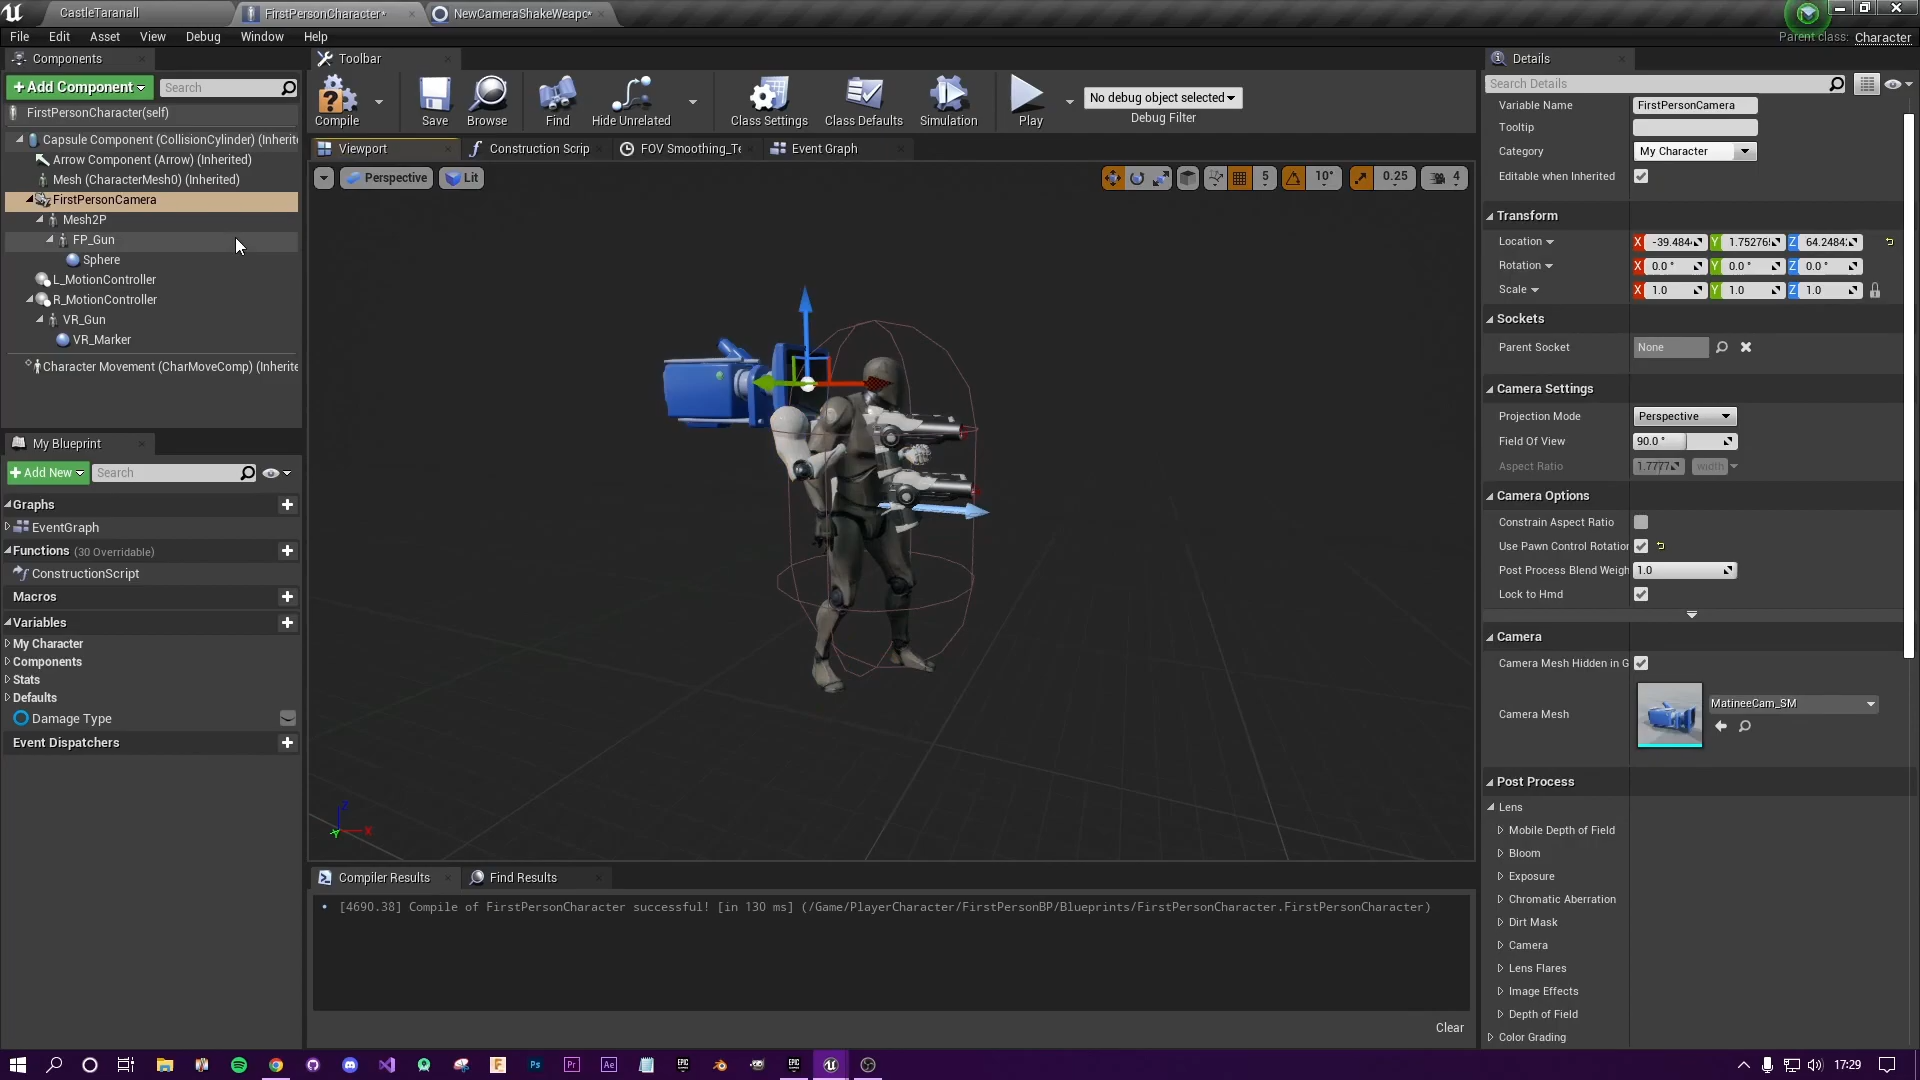 CastleTaranall
FirstPersonCharacter*
NewCameraShakeWeapc*
File Edit Asset View Debug Window Help
Parent class: Character
Components
+ Add Component
Search
FirstPersonCharacter(self)
Capsule Component (CollisionCylinder) (Inherit
Arrow Component (Arrow) (Inherited)
Mesh (CharacterMesh0) (Inherited)
FirstPersonCamera
Mesh2P
FP_Gun
Sphere
L_MotionController
R_MotionController
VR_Gun
VR_Marker
Character Movement (CharMoveComp) (Inherite
My Blueprint
+ Add New
Search
Graphs
EventGraph
Functions (30 Overridable)
ConstructionScript
Macros
Variables
My Character
Components
Stats
Defaults
Damage Type
Event Dispatchers
Toolbar
Compile
Save
Browse
Find
Hide Unrelated
Class Settings
Class Defaults
Simulation
Play
No debug object selected
Debug Filter
Viewport
Construction Scrip
FOV Smoothing_Te
Event Graph
Perspective
Lit
5
10°
0.25
4
Z
X
Y
Compiler Results
Find Results
[4690.38] Compile of FirstPersonCharacter successful! [in 130 ms] (/Game/PlayerCharacter/FirstPersonBP/Blueprints/FirstPersonCharacter.FirstPersonCharacter)
Clear
Details
Search Details
Variable Name FirstPersonCamera
Tooltip
Category My Character
Editable when Inherited
Transform
Location X -39.484 Y 1.75276 Z 64.2484
Rotation X 0.0 ° Y 0.0 ° Z 0.0 °
Scale X 1.0 Y 1.0 Z 1.0
Sockets
Parent Socket None
Camera Settings
Projection Mode Perspective
Field Of View 90.0 °
Aspect Ratio 1.7777 width
Camera Options
Constrain Aspect Ratio
Use Pawn Control Rotation
Post Process Blend Weigh 1.0
Lock to Hmd
Camera
Camera Mesh Hidden in G
Camera Mesh MatineeCam_SM
Post Process
Lens
Mobile Depth of Field
Bloom
Exposure
Chromatic Aberration
Dirt Mask
Camera
Lens Flares
Image Effects
Depth of Field
Color Grading
17:29